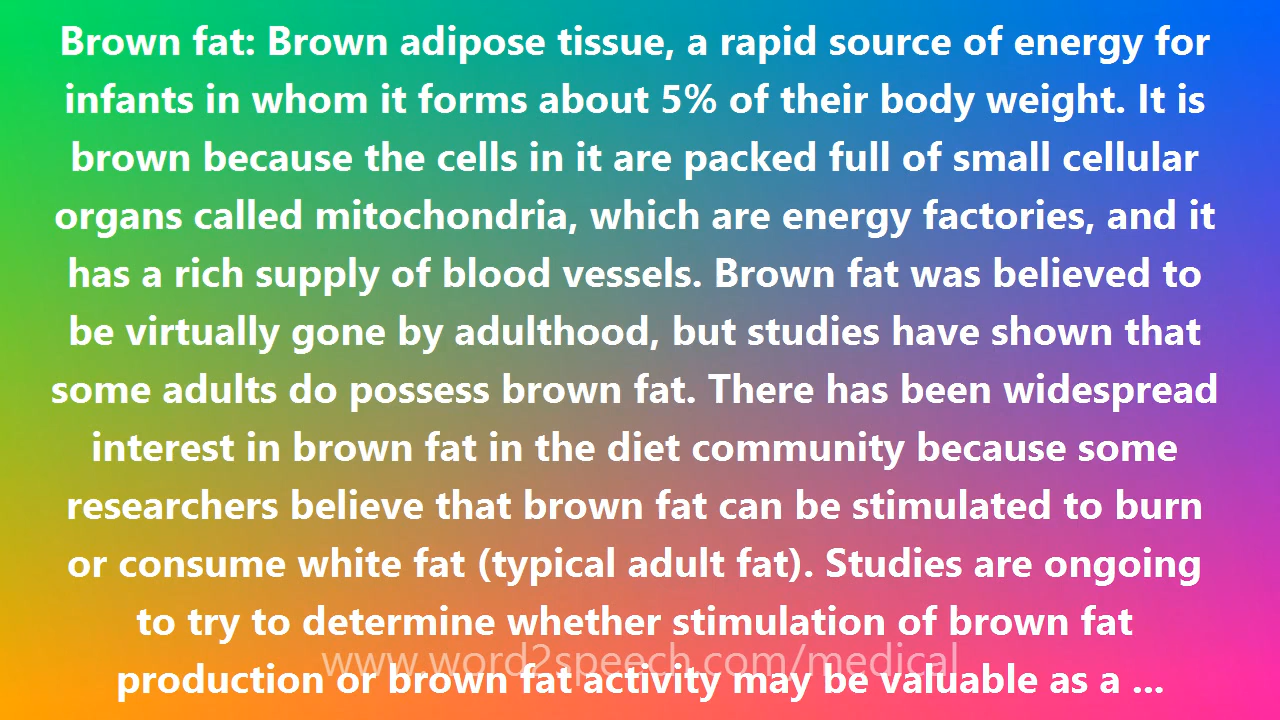 Brown fat: Brown adipose tissue, a rapid source of energy for
infants in whom it forms about 5% of their body weight. It is
brown because the cells in it are packed full of small cellular
organs called mitochondria, which are energy factories, and it
has a rich supply of blood vessels. Brown fat was believed to
be virtually gone by adulthood, but studies have shown that
some adults do possess brown fat. There has been widespread
interest in brown fat in the diet community because some
researchers believe that brown fat can be stimulated to burn
or consume white fat (typical adult fat). Studies are ongoing
to try to determine whether stimulation of brown fat
www.word2speech.com/medical
production or brown fat activity may be valuable as a ...